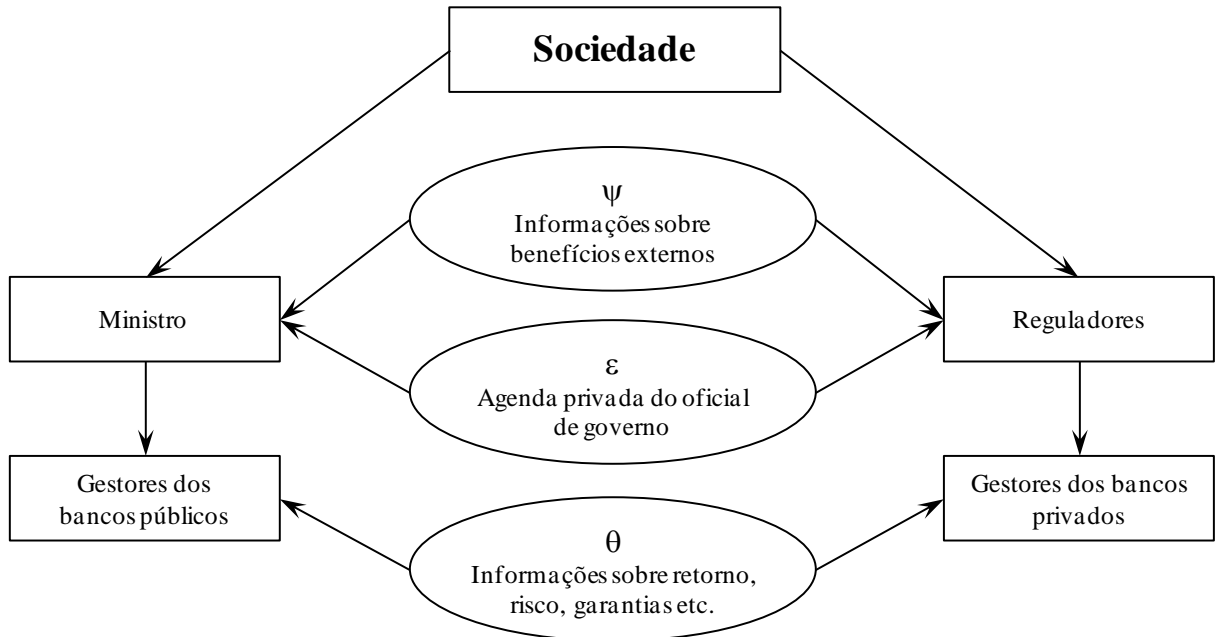 Sociedade
ψ
Informações sobre
benefícios externos
Ministro
Reguladores
ε
Agenda privada do oficial
de governo
Gestores dos
bancos públicos
Gestores dos bancos
privados
θ
Informações sobre retorno,
risco, garantias etc.